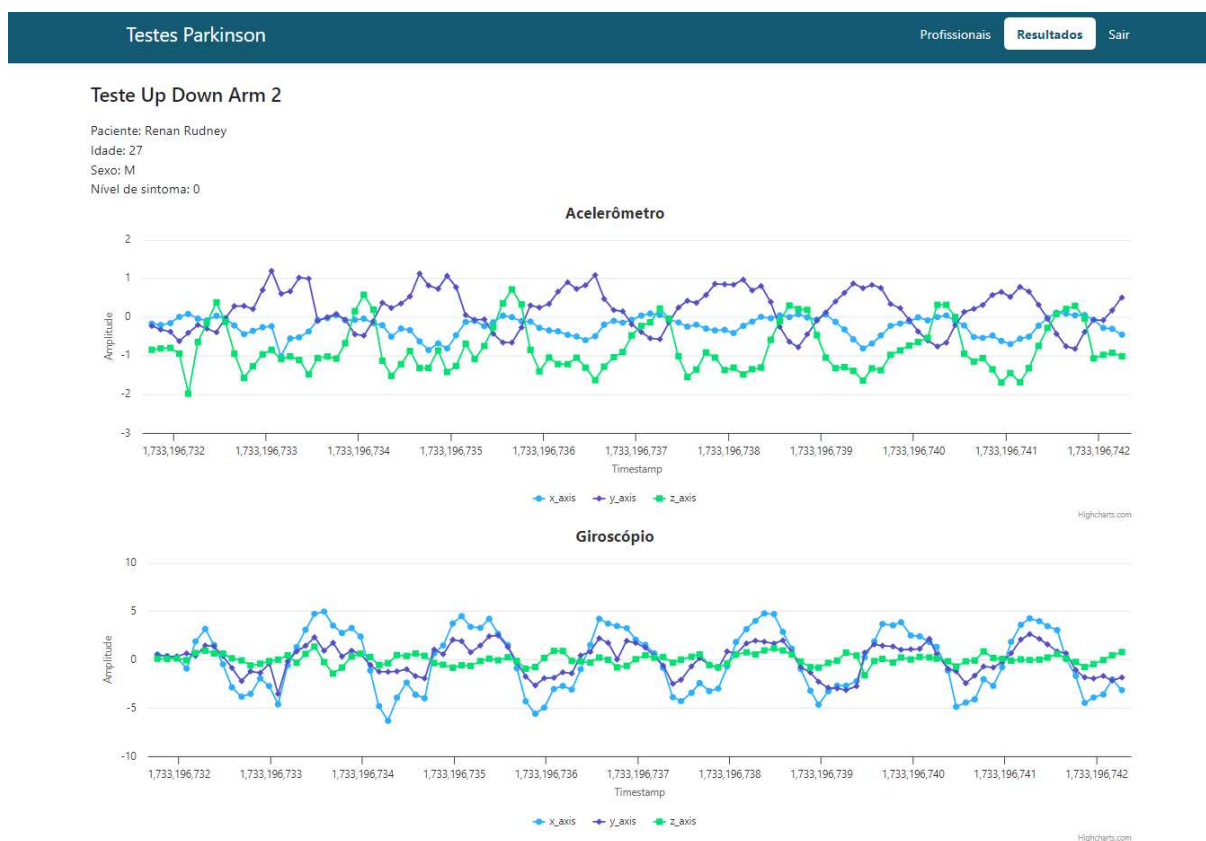 Testes Parkinson
Profissionais Resultados Sair
Teste Up Down Arm 2
Paciente: Renan Rudney
Idade: 27
Sexo: M
Nível de sintoma: 0
Acelerômetro
2
1
0
-1
-2
-3
Amplitude
1,733,196,732 1,733,196,733 1,733,196,734 1,733,196,735 1,733,196,736 1,733,196,737 1,733,196,738 1,733,196,739 1,733,196,740 1,733,196,741 1,733,196,742
Timestamp
x_axis y_axis z_axis
Highcharts.com
Giroscópio
10
5
0
-5
-10
Amplitude
1,733,196,732 1,733,196,733 1,733,196,734 1,733,196,735 1,733,196,736 1,733,196,737 1,733,196,738 1,733,196,739 1,733,196,740 1,733,196,741 1,733,196,742
Timestamp
x_axis y_axis z_axis
Highcharts.com